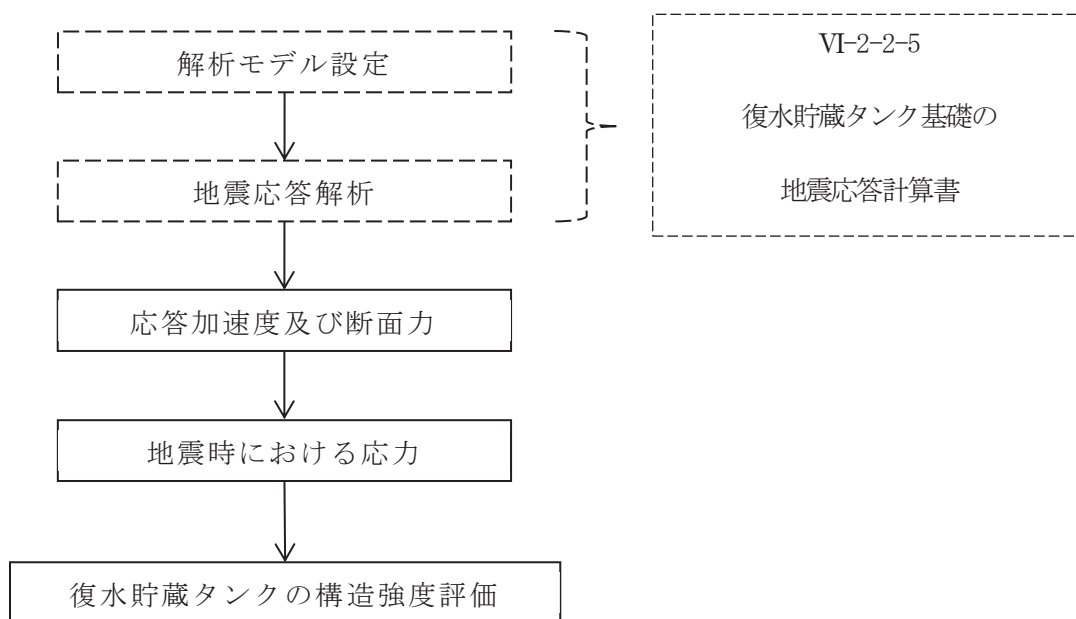 解析モデル設定
地震応答解析
応答加速度及び断面力
地震時における応力
復水貯蔵タンクの構造強度評価
Ⅵ-2-2-5
復水貯蔵タンク基礎の
地震応答計算書